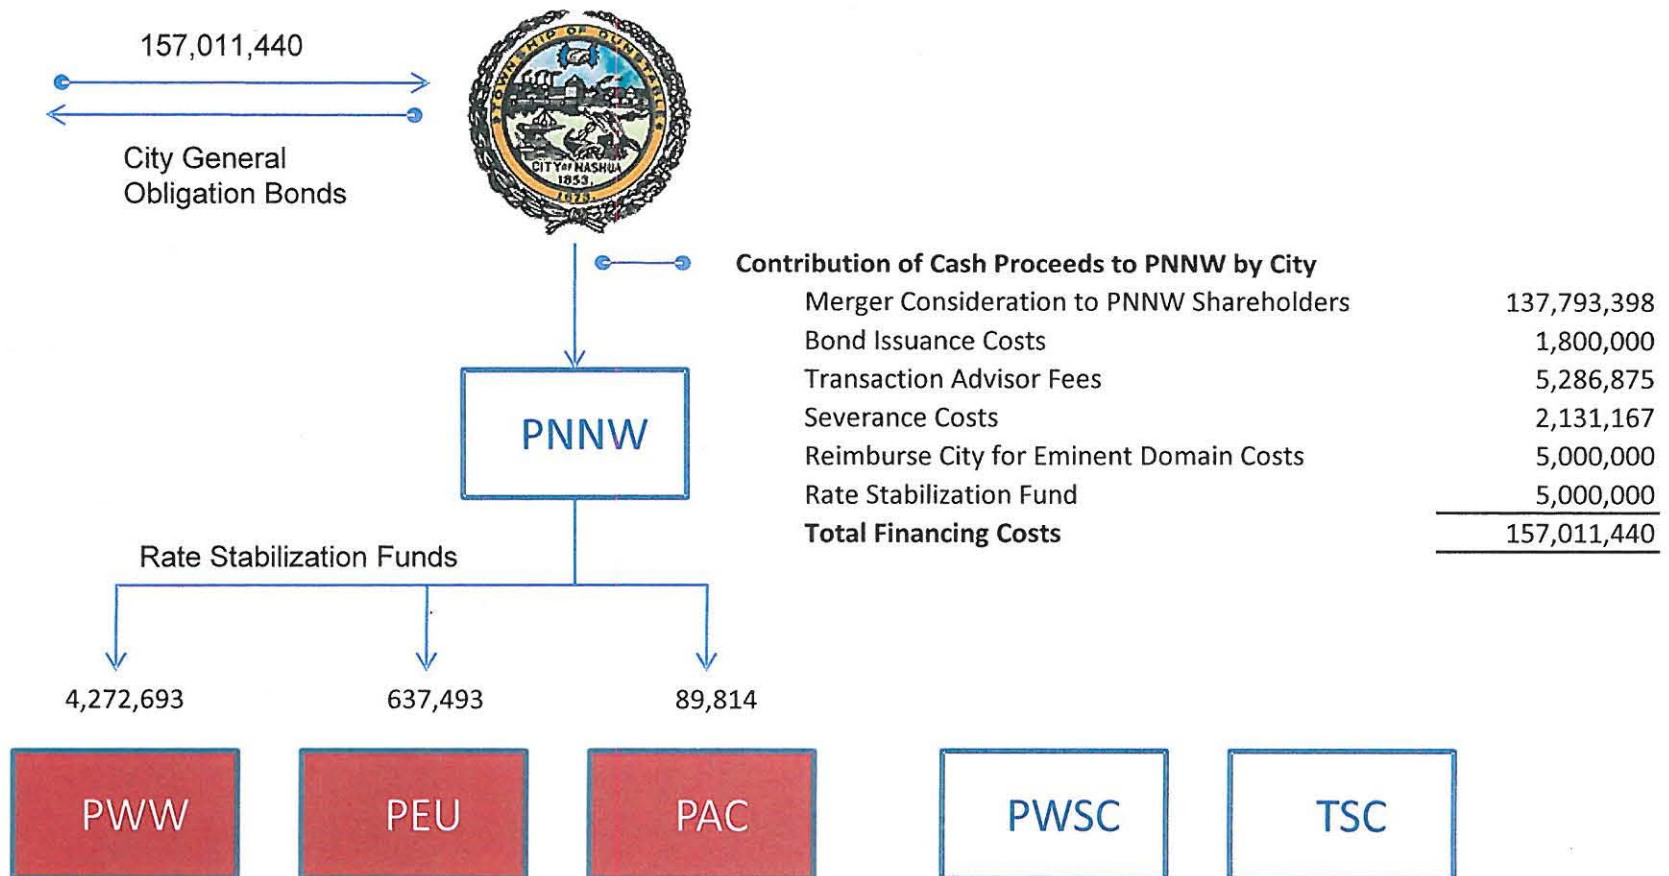 157,011,440
City General
Obligation Bonds
TOWNSHIP OF DUNSTABLE
CITY OF NASHUA
1853.
1673.
Contribution of Cash Proceeds to PNNW by City
Merger Consideration to PNNW Shareholders 137,793,398
Bond Issuance Costs 1,800,000
Transaction Advisor Fees 5,286,875
Severance Costs 2,131,167
Reimburse City for Eminent Domain Costs 5,000,000
Rate Stabilization Fund 5,000,000
Total Financing Costs 157,011,440
PNNW
Rate Stabilization Funds
4,272,693 637,493 89,814
PWW PEU PAC PWSC TSC